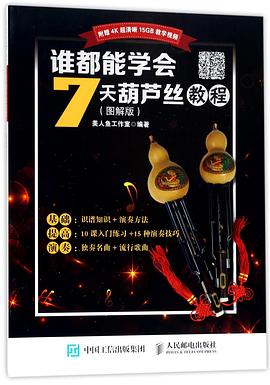 附赠 4K 超清晰 15GB 教学视频
谁都能学会
7天葫芦丝教程
(图解版)
美人鱼工作室◎编著
基础：识谱知识+演奏方法
提高：10课入门练习+15种演奏技巧
演奏：独奏名曲+流行歌曲
中国工信出版集团
人民邮电出版社
POSTS & TELECOM PRESS